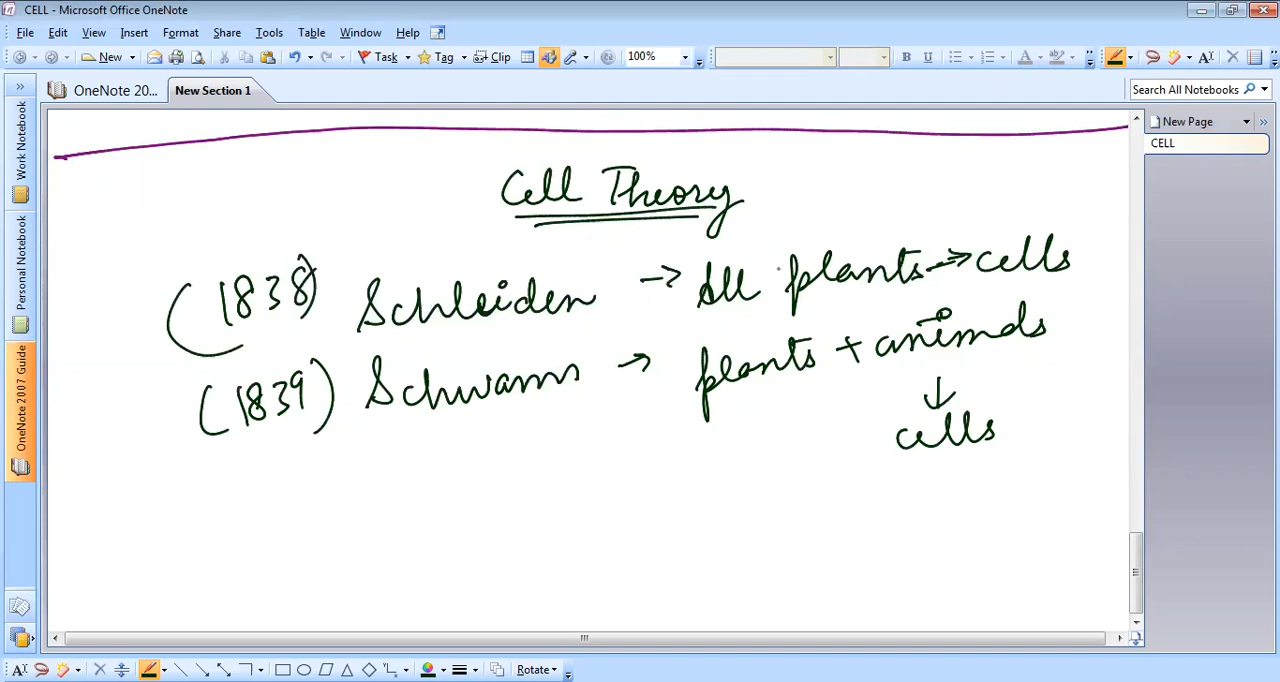 CELL - Microsoft Office OneNote
File Edit View Insert Format Share Tools Table Window Help
New Task Tag Clip 100% B U A ab A
OneNote 20... New Section 1 Search All Notebooks
Work Notebook
Personal Notebook
OneNote 2007 Guide
New Page
CELL
Cell Theory
(1838) Schleiden → All plants → cells
(1839) Schwann → plants + animals
↓
cells
A Rotate